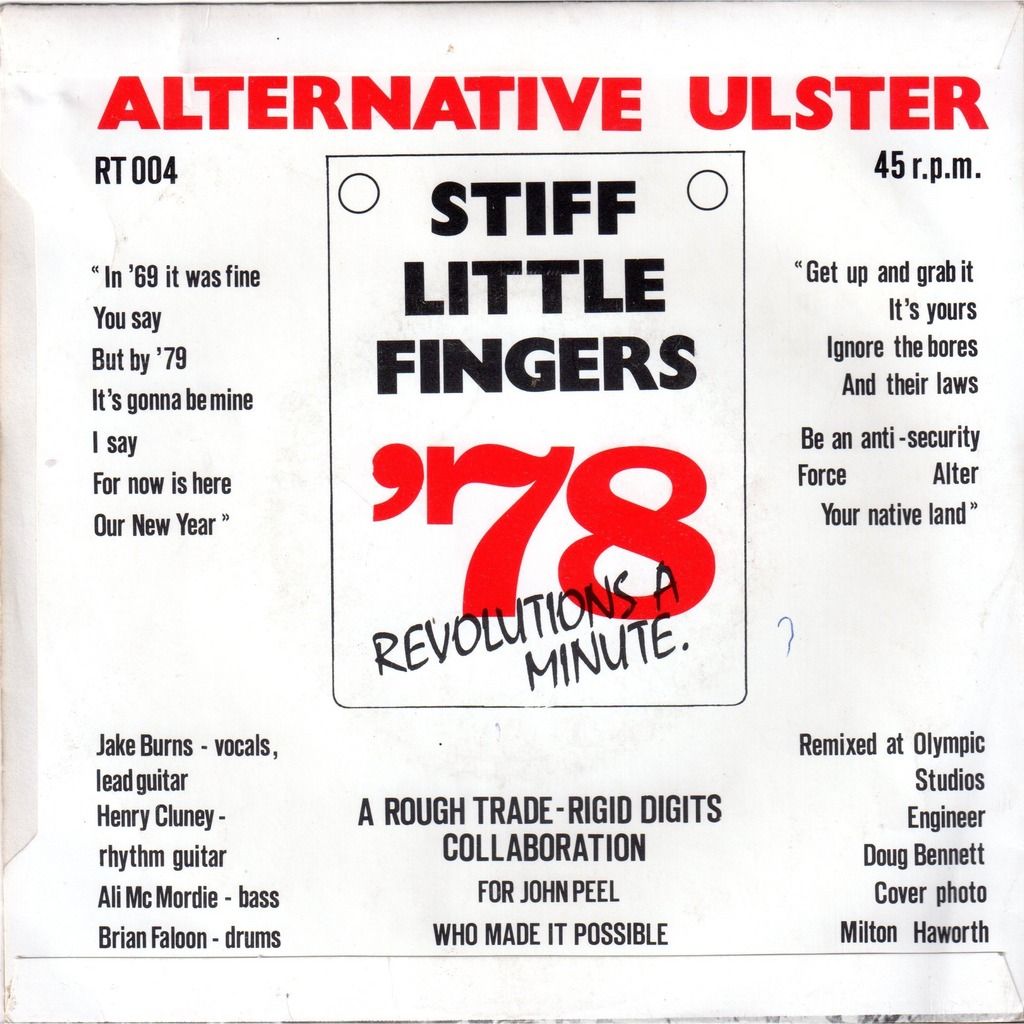 ALTERNATIVE ULSTER
RT 004
45 r.p.m.
STIFF
LITTLE
FINGERS
'78
REVOLUTIONS A
MINUTE.
“ In '69 it was fine
You say
But by '79
It's gonna be mine
I say
For now is here
Our New Year ”
“ Get up and grab it
It's yours
Ignore the bores
And their laws
Be an anti-security
Force Alter
Your native land”
Jake Burns - vocals,
lead guitar
Henry Cluney -
rhythm guitar
Ali Mc Mordie - bass
Brian Faloon - drums
A ROUGH TRADE-RIGID DIGITS
COLLABORATION
FOR JOHN PEEL
WHO MADE IT POSSIBLE
Remixed at Olympic
Studios
Engineer
Doug Bennett
Cover photo
Milton Haworth